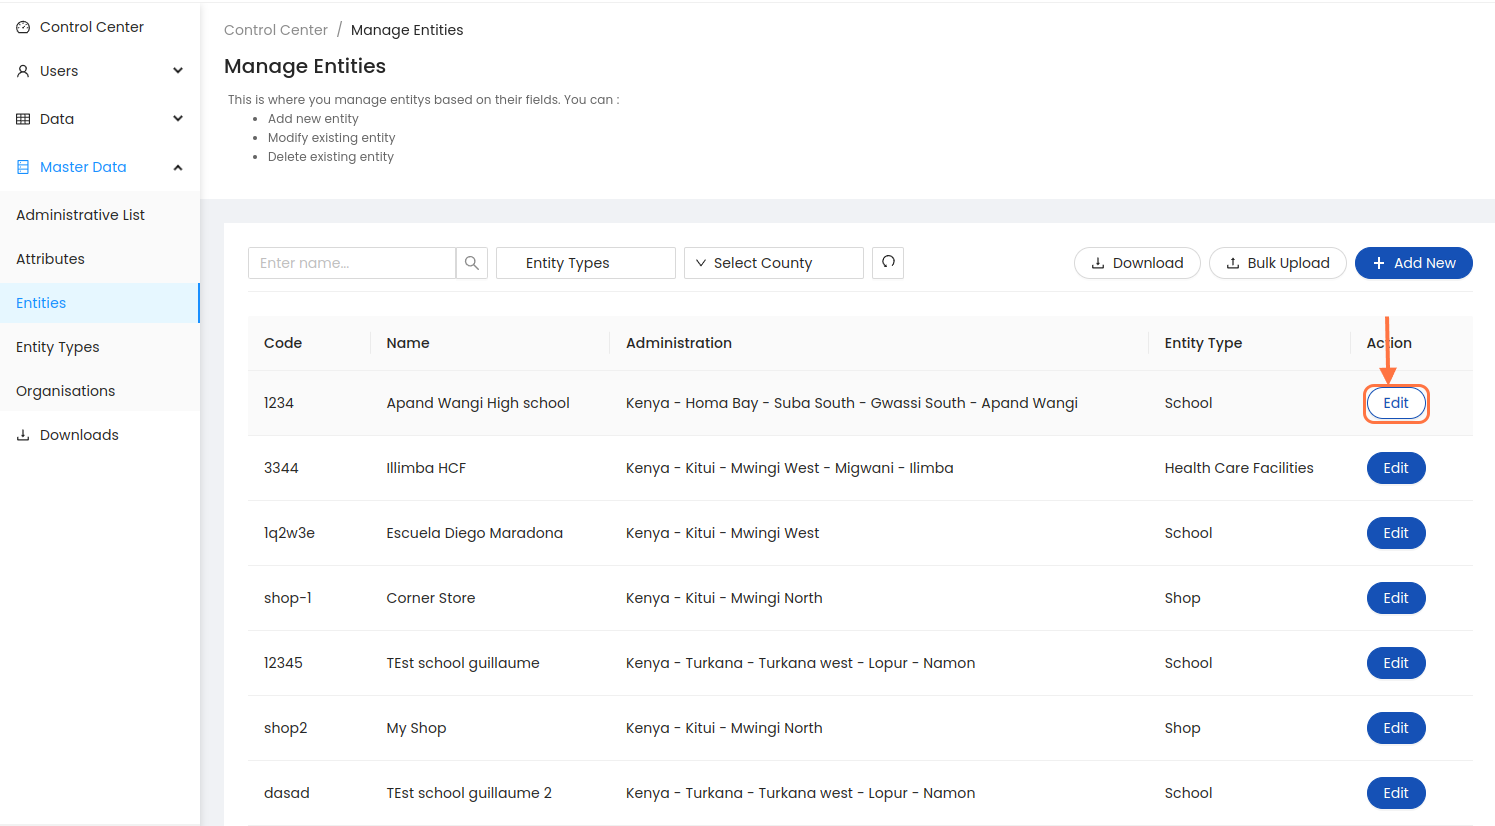 Control Center
Users
Data
Master Data
Administrative List
Attributes
Entities
Entity Types
Organisations
Downloads
Control Center / Manage Entities
Manage Entities
This is where you manage entitys based on their fields. You can :
• Add new entity
• Modify existing entity
• Delete existing entity
Enter name... Entity Types Select County Download Bulk Upload + Add New
Code Name Administration Entity Type Action
1234 Apand Wangi High school Kenya - Homa Bay - Suba South - Gwassi South - Apand Wangi School Edit
3344 Illimba HCF Kenya - Kitui - Mwingi West - Migwani - Ilimba Health Care Facilities Edit
1q2w3e Escuela Diego Maradona Kenya - Kitui - Mwingi West School Edit
shop-1 Corner Store Kenya - Kitui - Mwingi North Shop Edit
12345 TEst school guillaume Kenya - Turkana - Turkana west - Lopur - Namon School Edit
shop2 My Shop Kenya - Kitui - Mwingi North Shop Edit
dasad TEst school guillaume 2 Kenya - Turkana - Turkana west - Lopur - Namon School Edit